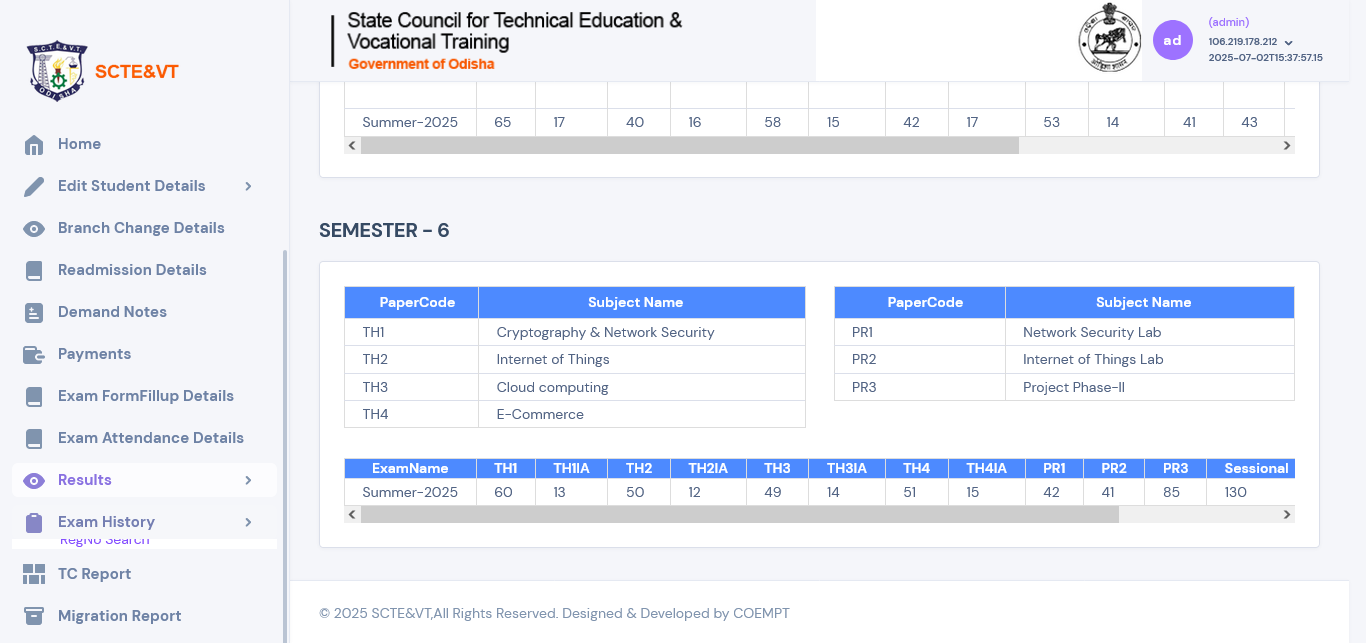 S.C.T.E.&V.T.
ODISHA
SCTE&VT
Home
Edit Student Details
Branch Change Details
Readmission Details
Demand Notes
Payments
Exam FormFillup Details
Exam Attendance Details
Results
Exam History
RegNo Search
TC Report
Migration Report
State Council for Technical Education &
Vocational Training
Government of Odisha
ad
(admin)
106.219.178.212
2025-07-02T15:37:57.15
Summer-2025 65 17 40 16 58 15 42 17 53 14 41 43
SEMESTER - 6
PaperCode Subject Name
TH1 Cryptography & Network Security
TH2 Internet of Things
TH3 Cloud computing
TH4 E-Commerce
PaperCode Subject Name
PR1 Network Security Lab
PR2 Internet of Things Lab
PR3 Project Phase-II
ExamName TH1 TH1IA TH2 TH2IA TH3 TH3IA TH4 TH4IA PR1 PR2 PR3 Sessional
Summer-2025 60 13 50 12 49 14 51 15 42 41 85 130
© 2025 SCTE&VT,All Rights Reserved. Designed & Developed by COEMPT